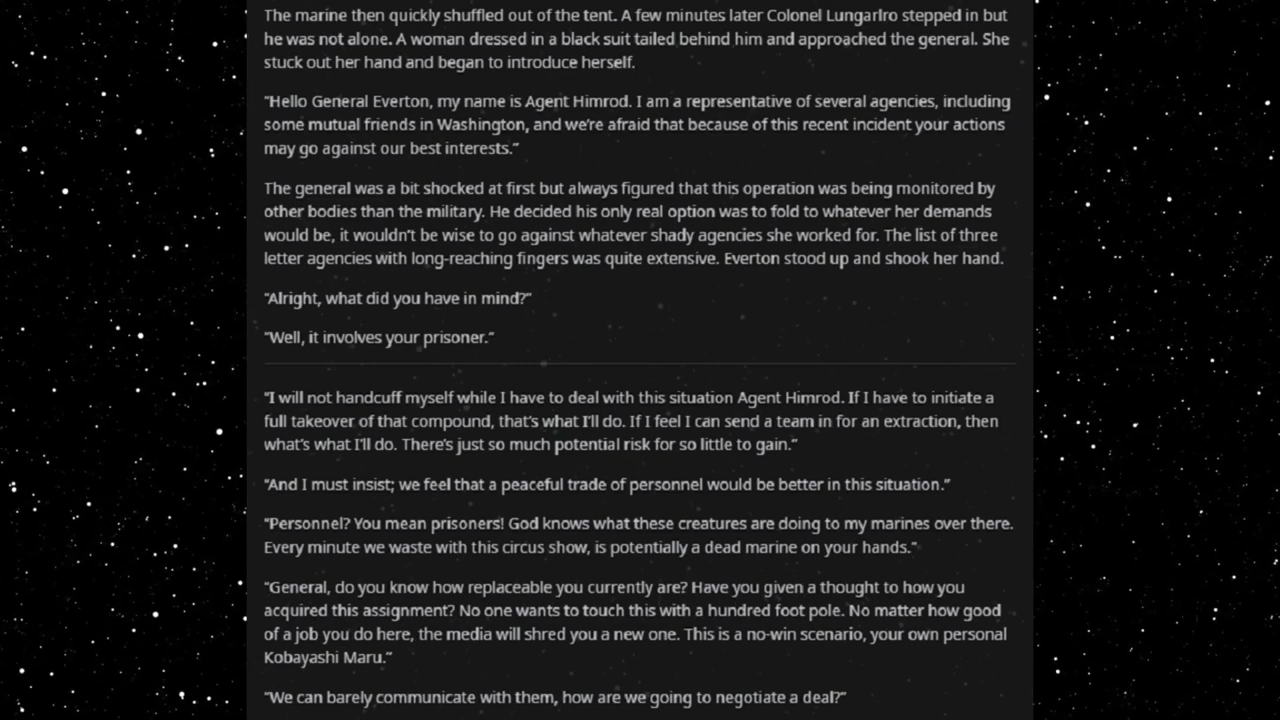 The marine then quickly shuffled out of the tent. A few minutes later Colonel Lungarlro stepped in but
he was not alone. A woman dressed in a black suit tailed behind him and approached the general. She
stuck out her hand and began to introduce herself.
“Hello General Everton, my name is Agent Himrod. I am a representative of several agencies, including
some mutual friends in Washington, and we’re afraid that because of this recent incident your actions
may go against our best interests.”
The general was a bit shocked at first but always figured that this operation was being monitored by
other bodies than the military. He decided his only real option was to fold to whatever her demands
would be, it wouldn’t be wise to go against whatever shady agencies she worked for. The list of three
letter agencies with long-reaching fingers was quite extensive. Everton stood up and shook her hand.
“Alright, what did you have in mind?”
“Well, it involves your prisoner.”
“I will not handcuff myself while I have to deal with this situation Agent Himrod. If I have to initiate a
full takeover of that compound, that’s what I’ll do. If I feel I can send a team in for an extraction, then
what’s what I’ll do. There’s just so much potential risk for so little to gain.”
“And I must insist; we feel that a peaceful trade of personnel would be better in this situation.”
“Personnel? You mean prisoners! God knows what these creatures are doing to my marines over there.
Every minute we waste with this circus show, is potentially a dead marine on your hands.”
“General, do you know how replaceable you currently are? Have you given a thought to how you
acquired this assignment? No one wants to touch this with a hundred foot pole. No matter how good
of a job you do here, the media will shred you a new one. This is a no-win scenario, your own personal
Kobayashi Maru.”
“We can barely communicate with them, how are we going to negotiate a deal?”